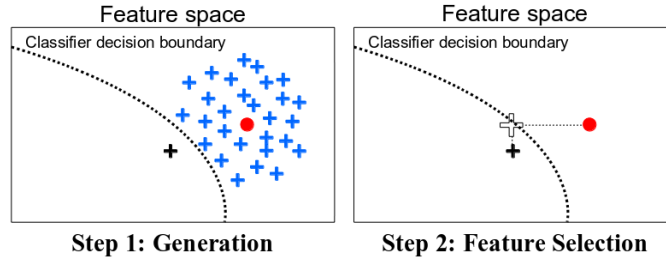 Feature space
Classifier decision boundary
Step 1: Generation
Feature space
Classifier decision boundary
Step 2: Feature Selection